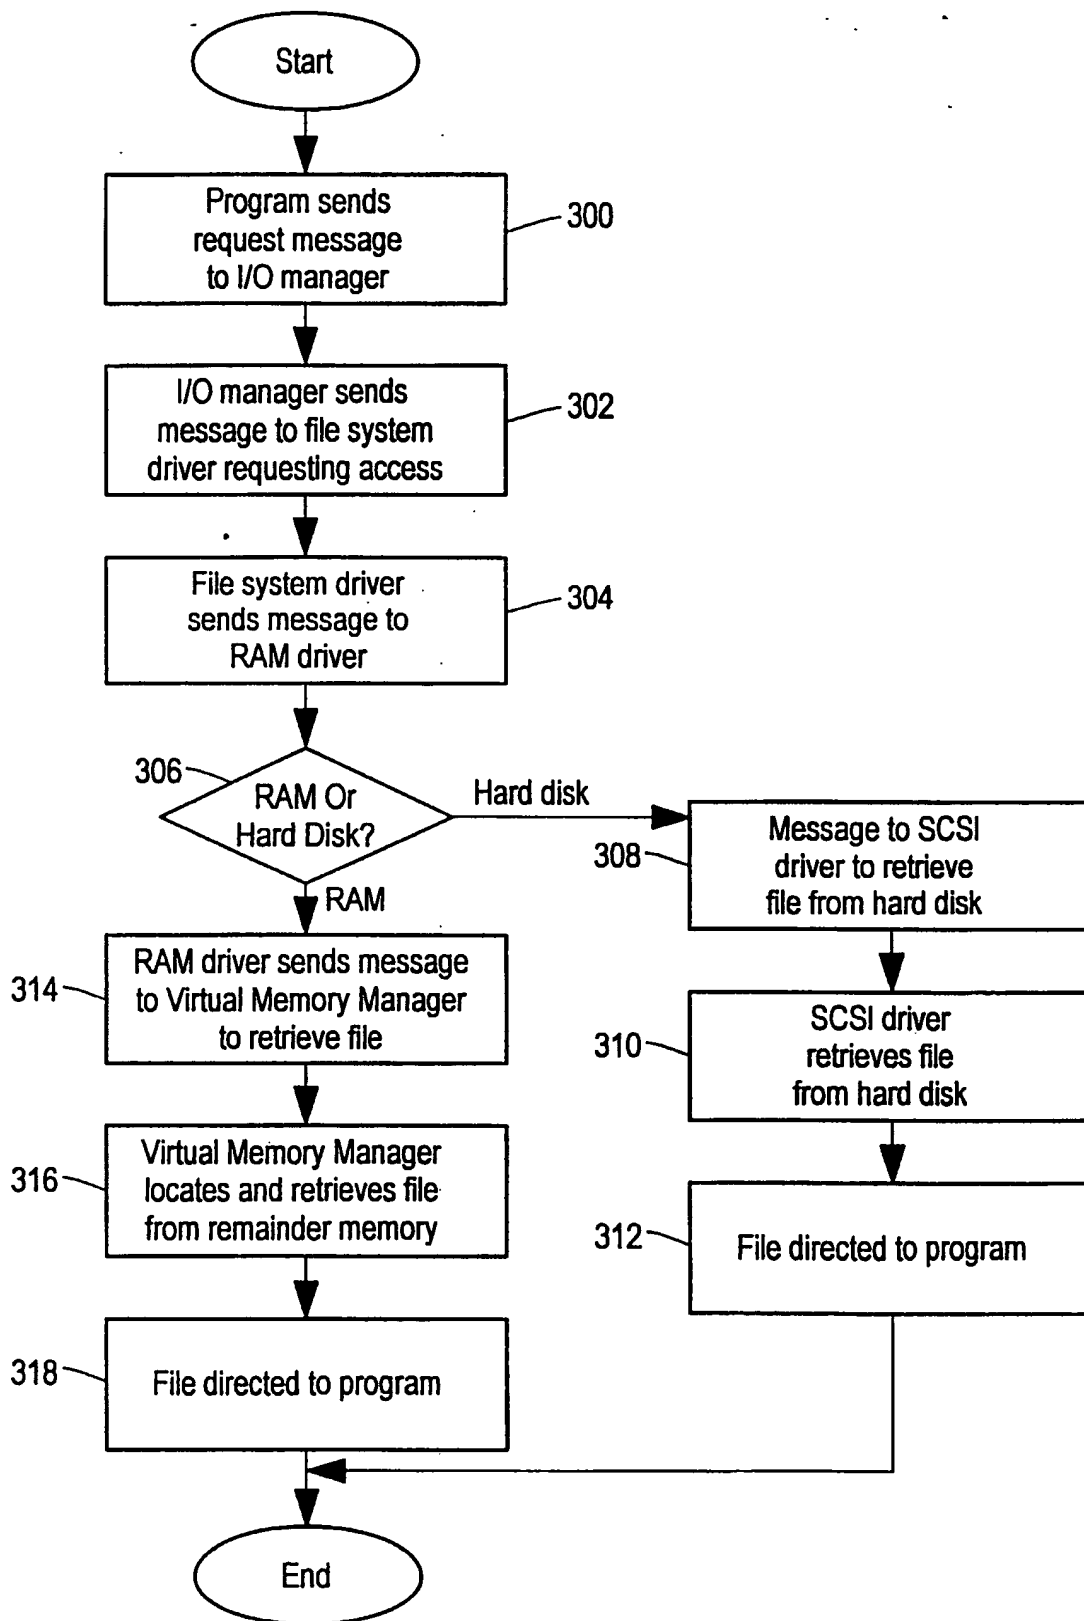 Start
Program sends
request message
to I/O manager
300
I/O manager sends
message to file system
driver requesting access
302
File system driver
sends message to
RAM driver
304
306
RAM Or
Hard Disk?
Hard disk
RAM
308
Message to SCSI
driver to retrieve
file from hard disk
314
RAM driver sends message
to Virtual Memory Manager
to retrieve file
310
SCSI driver
retrieves file
from hard disk
316
Virtual Memory Manager
locates and retrieves file
from remainder memory
312
File directed to program
318
File directed to program
End